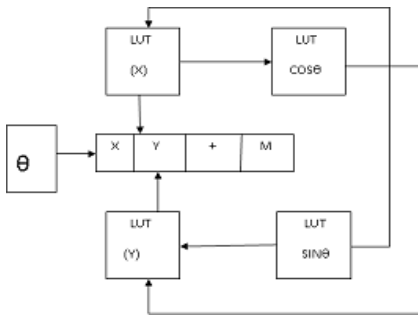 LUT
(X)
LUT
COSθ
θ
X Y + M
LUT
(Y)
LUT
SINθ